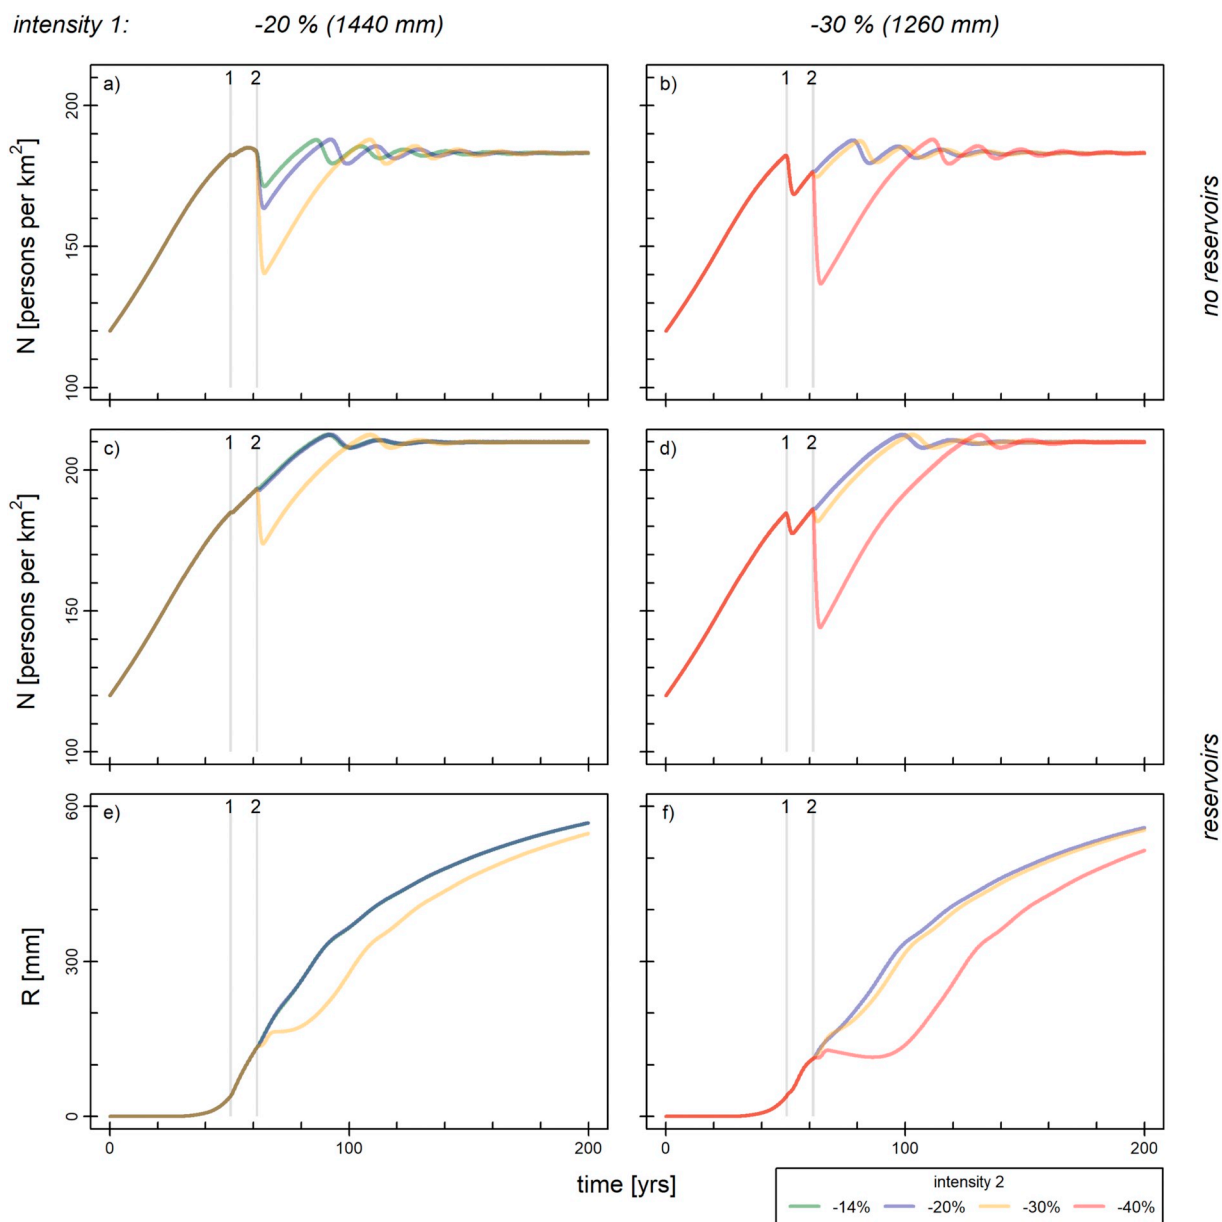 intensity 1: -20 % (1440 mm) -30 % (1260 mm)
a) 1 2
b) 1 2
N [persons per km²]
100 150 200
no reservoirs
c) 1 2
d) 1 2
N [persons per km²]
100 150 200
reservoirs
e) 1 2
f) 1 2
R [mm]
0 300 600
0 100 200 0 100 200
time [yrs]
intensity 2
-14% -20% -30% -40%